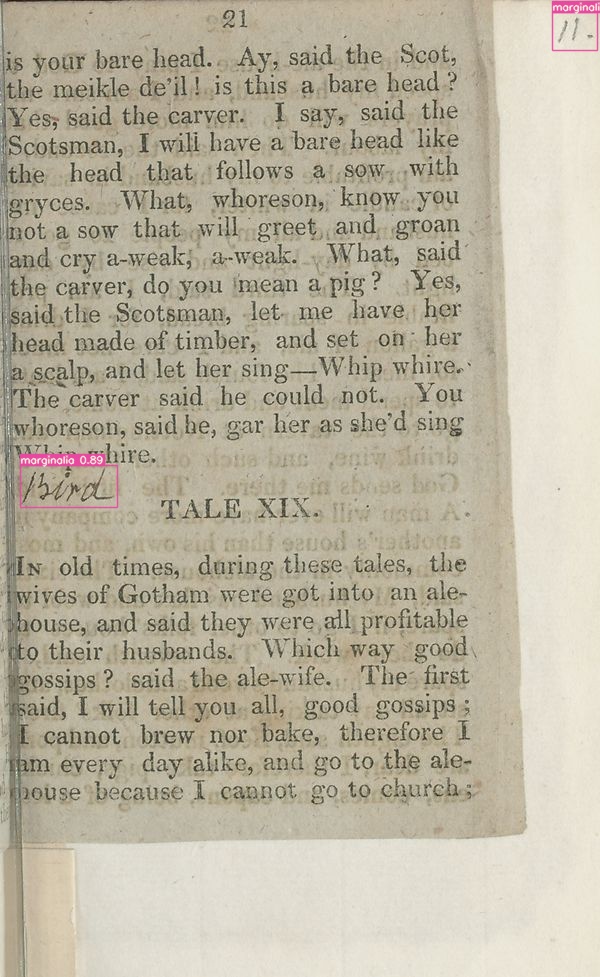 21
marginali
11.
is your bare head. Ay, said the Scot,
the meikle de'il! is this a bare head?
Yes, said the carver. I say, said the
Scotsman, I will have a bare head like
the head that follows a sow with
gryces. What, whoreson, know you
not a sow that will greet and groan
and cry a-weak, a-weak. What, said
the carver, do you mean a pig? Yes,
said the Scotsman, let me have her
head made of timber, and set on her
a scalp, and let her sing—Whip whire.
The carver said he could not. You
whoreson, said he, gar her as she'd sing
Whip whire.
marginalia 0.89
Bird
TALE XIX.
IN old times, during these tales, the
wives of Gotham were got into an ale-
house, and said they were all profitable
to their husbands. Which way good
gossips? said the ale-wife. The first
said, I will tell you all, good gossips;
I cannot brew nor bake, therefore I
am every day alike, and go to the ale-
house because I cannot go to church;